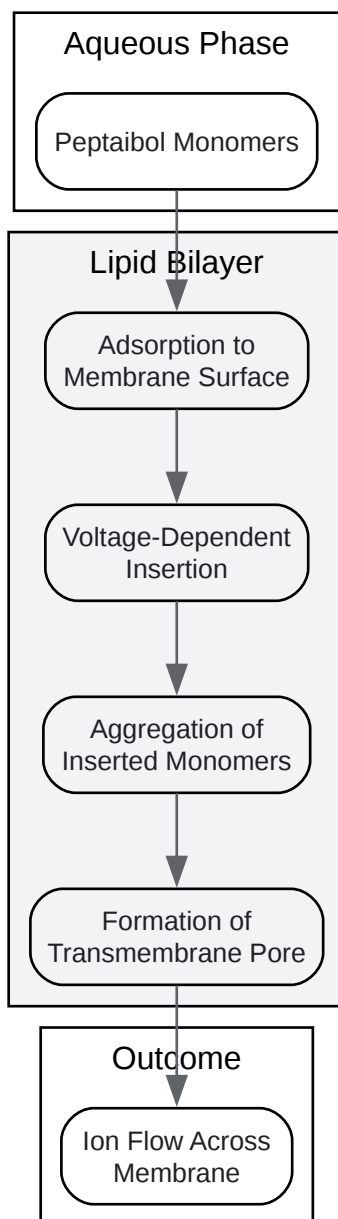 Aqueous Phase
Peptaibol Monomers
Lipid Bilayer
Adsorption to
Membrane Surface
Voltage-Dependent
Insertion
Aggregation of
Inserted Monomers
Formation of
Transmembrane Pore
Outcome
Ion Flow Across
Membrane